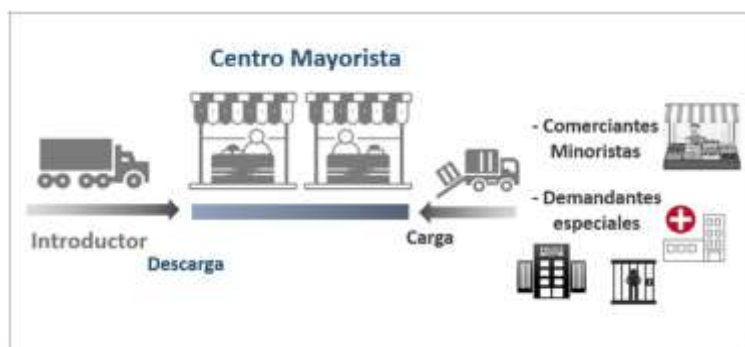 Centro Mayorista
- Comerciantes
Minoristas
- Demandantes
especiales
Introductor
Descarga
Carga